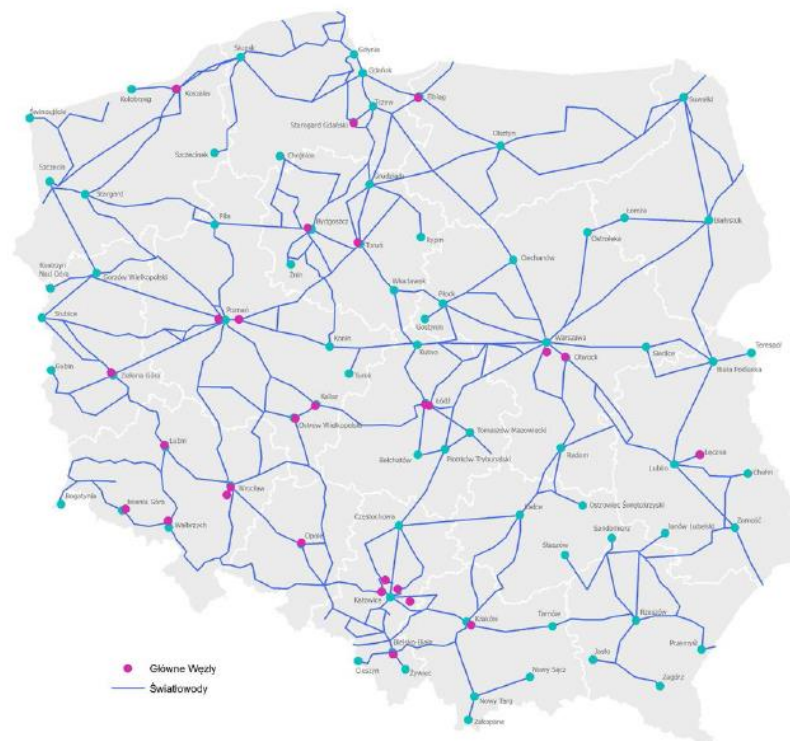 Słupsk
Gdynia
Gdańsk
Kołobrzeg
Koszalin
Elbląg
Suwałki
Świnoujście
Tczew
Starogard Gdański
Olsztyn
Szczecinek
Chojnice
Szczecin
Grudziądz
Stargard
Łomża
Piła
Bydgoszcz
Białystok
Toruń
Rypin
Ostrołęka
Ciechanów
Kostrzyn
Nad Odrą
Gorzów Wielkopolski
Żnin
Włocławek
Płock
Słubice
Poznań
Gostynin
Konin
Kutno
Warszawa
Siedlce
Terespol
Otwock
Biała Podlaska
Gubin
Zielona Góra
Turek
Kalisz
Łódź
Ostrów Wielkopolski
Tomaszów Mazowiecki
Lubin
Radom
Łęczna
Bełchatów
Piotrków Trybunalski
Lublin
Chełm
Wrocław
Bogatynia
Jelenia Góra
Ostrowiec Świętokrzyski
Wałbrzych
Częstochowa
Kielce
Sandomierz
Janów Lubelski
Zamość
Opole
Staszów
Katowice
Kraków
Tarnów
Rzeszów
Bielsko-Biała
Przemyśl
Cieszyn
Żywiec
Nowy Sącz
Jasło
Zagórz
Nowy Targ
Zakopane
Główne Węzły
Światłowody